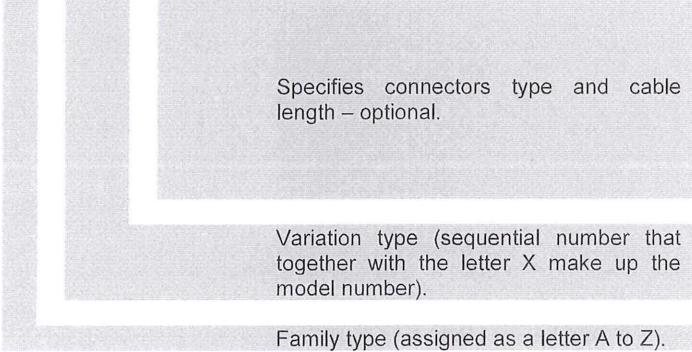 Specifies connectors type and cable
length – optional.
Variation type (sequential number that
together with the letter X make up the
model number).
Family type (assigned as a letter A to Z).